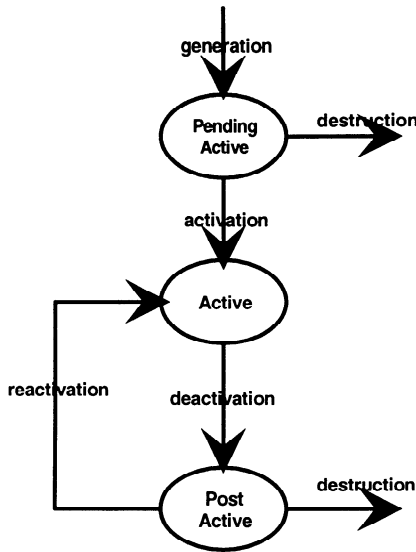 generation
Pending
Active
destruction
activation
Active
reactivation
deactivation
Post
Active
destruction